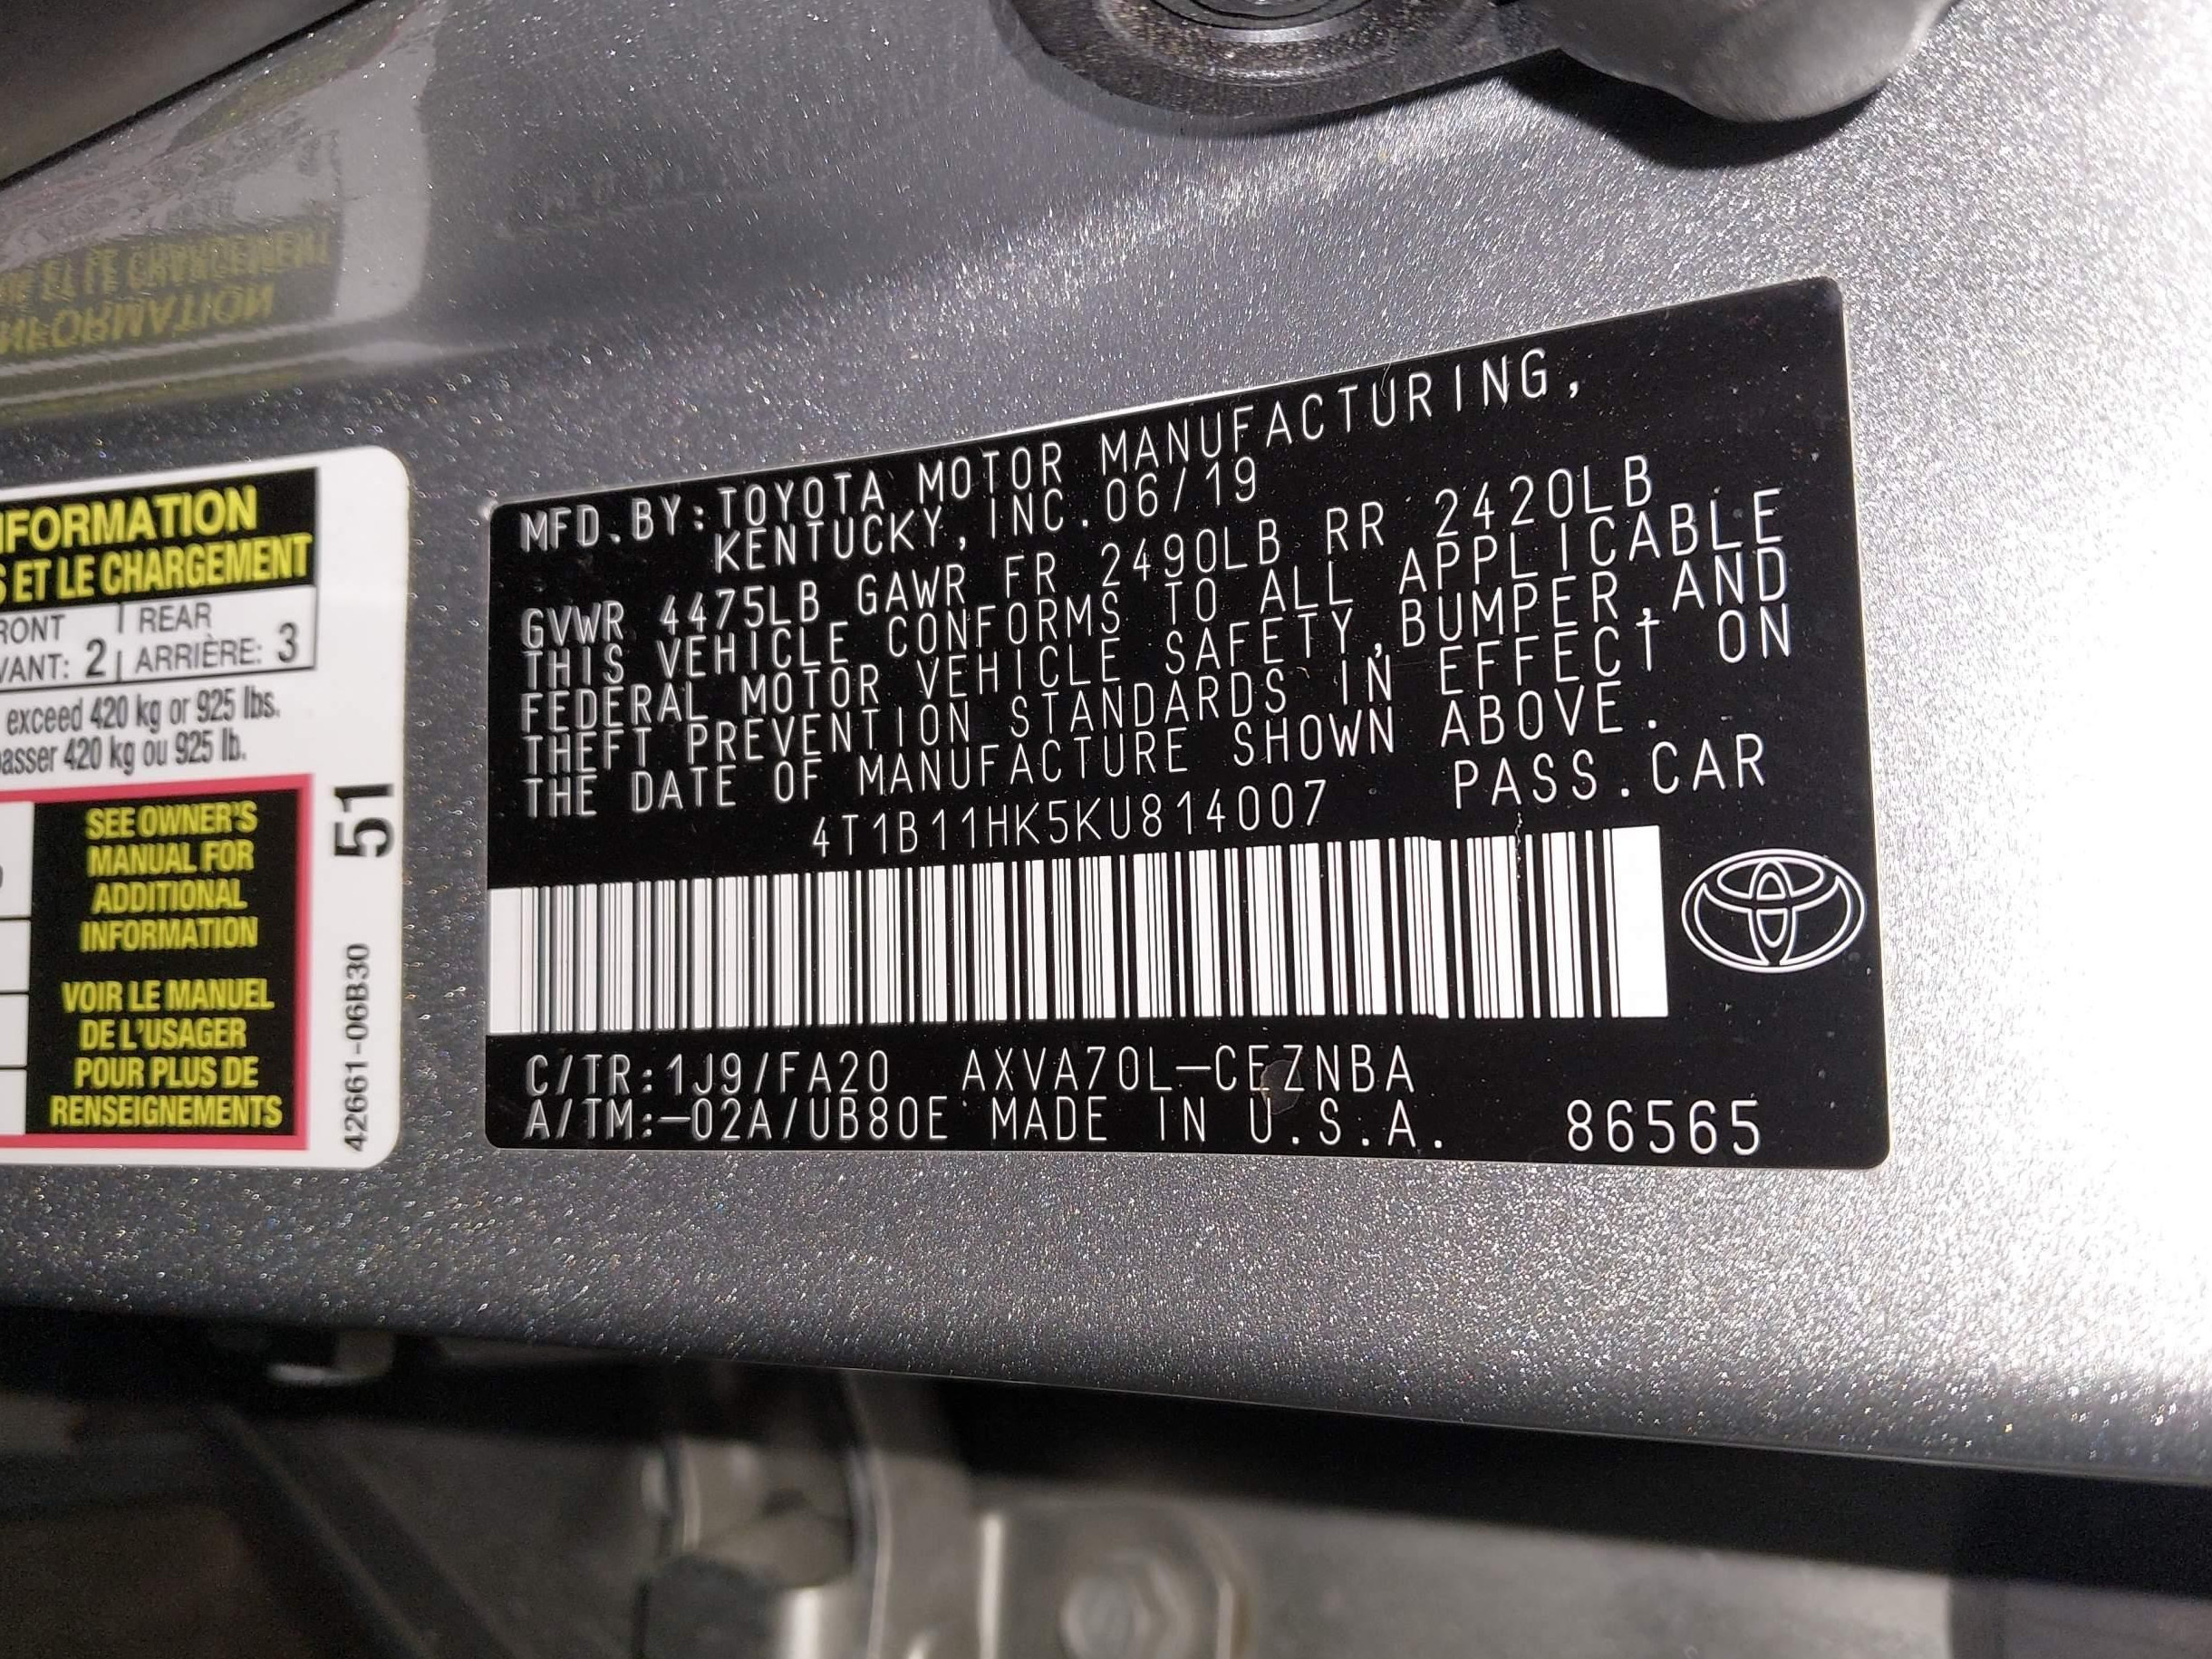 NFORMATION
S ET LE CHARGEMENT
RONT REAR
VANT: 2 ARRIÈRE: 3
exceed 420 kg or 925 lbs.
passer 420 kg ou 925 lb.
SEE OWNER'S
MANUAL FOR
ADDITIONAL
INFORMATION
VOIR LE MANUEL
DE L'USAGER
POUR PLUS DE
RENSEIGNEMENTS
51
42661-06B30
MFD.BY:TOYOTA MOTOR MANUFACTURING,
KENTUCKY, INC.06/19
GVWR 4475LB GAWR FR 2490LB RR 2420LB
THIS VEHICLE CONFORMS TO ALL APPLICABLE
FEDERAL MOTOR VEHICLE SAFETY,BUMPER,AND
THEFT PREVENTION STANDARDS IN EFFECT ON
THE DATE OF MANUFACTURE SHOWN ABOVE.
4T1B11HK5KU814007 PASS.CAR
C/TR:1J9/FA20 AXVA70L-CEZNBA
A/TM:-02A/UB80E MADE IN U.S.A. 86565